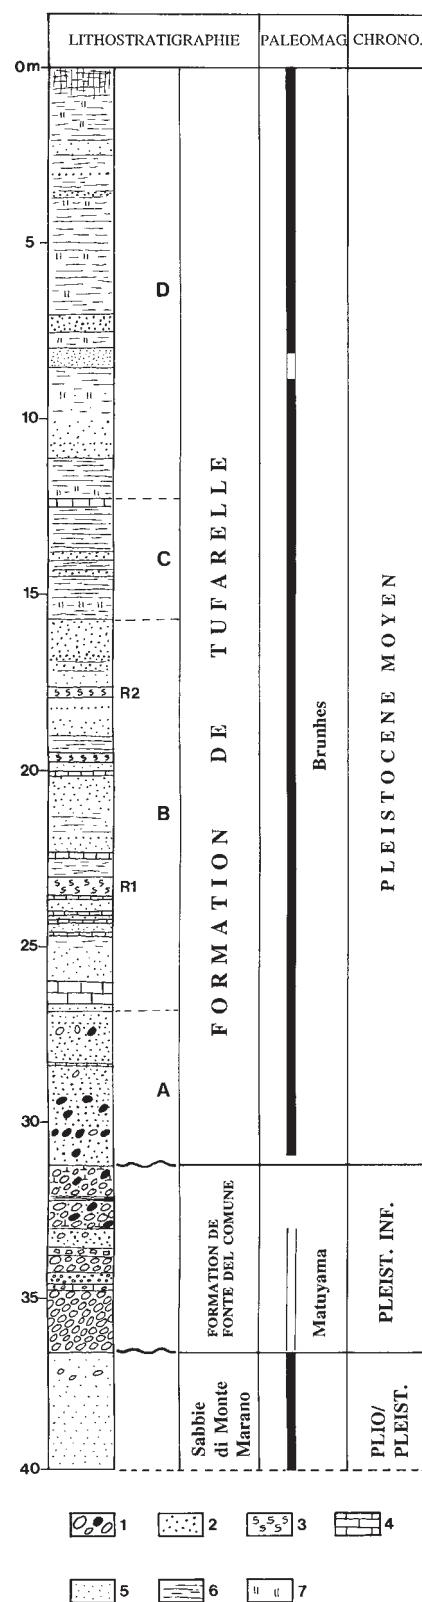 LITHOSTRATIGRAPHIE PALEOMAG. CHRONO.
0m
5
D
10
C
15
R2
20
B
R1
25
A
30
35
40
FORMATION DE TUFARELLE
Brunhes
PLEISTOCENE MOYEN
FORMATION DE
FONTE DEL COMUNE
Matuyama
PLEIST. INF.
Sabbie
di Monte
Marano
PLIO/
PLEIST.
1 2 3 4
5 6 7